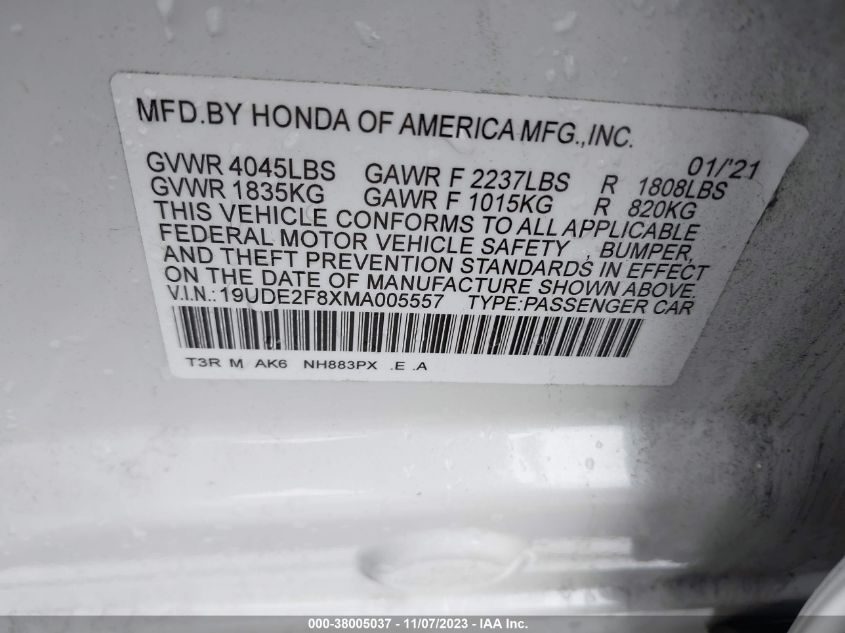 MFD.BY HONDA OF AMERICA MFG.,INC.
01/'21
GVWR 4045LBS GAWR F 2237LBS R 1808LBS
GVWR 1835KG GAWR F 1015KG R 820KG
THIS VEHICLE CONFORMS TO ALL APPLICABLE
FEDERAL MOTOR VEHICLE SAFETY , BUMPER,
AND THEFT PREVENTION STANDARDS IN EFFECT
ON THE DATE OF MANUFACTURE SHOWN ABOVE
V.I.N.: 19UDE2F8XMA005557 TYPE:PASSENGER CAR
T3R M AK6 NH883PX .E .A
000-38005037 - 11/07/2023 - IAA Inc.